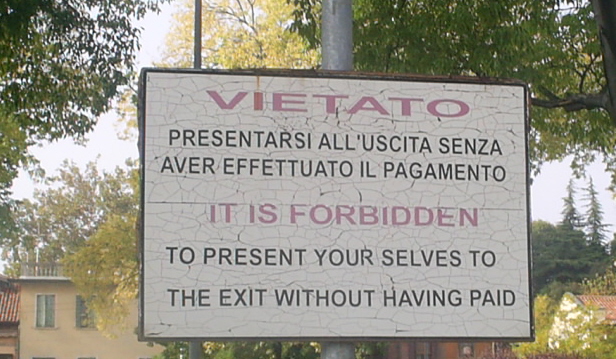 VIETATO
PRESENTARSI ALL'USCITA SENZA
AVER EFFETTUATO IL PAGAMENTO
IT IS FORBIDDEN
TO PRESENT YOUR SELVES TO
THE EXIT WITHOUT HAVING PAID